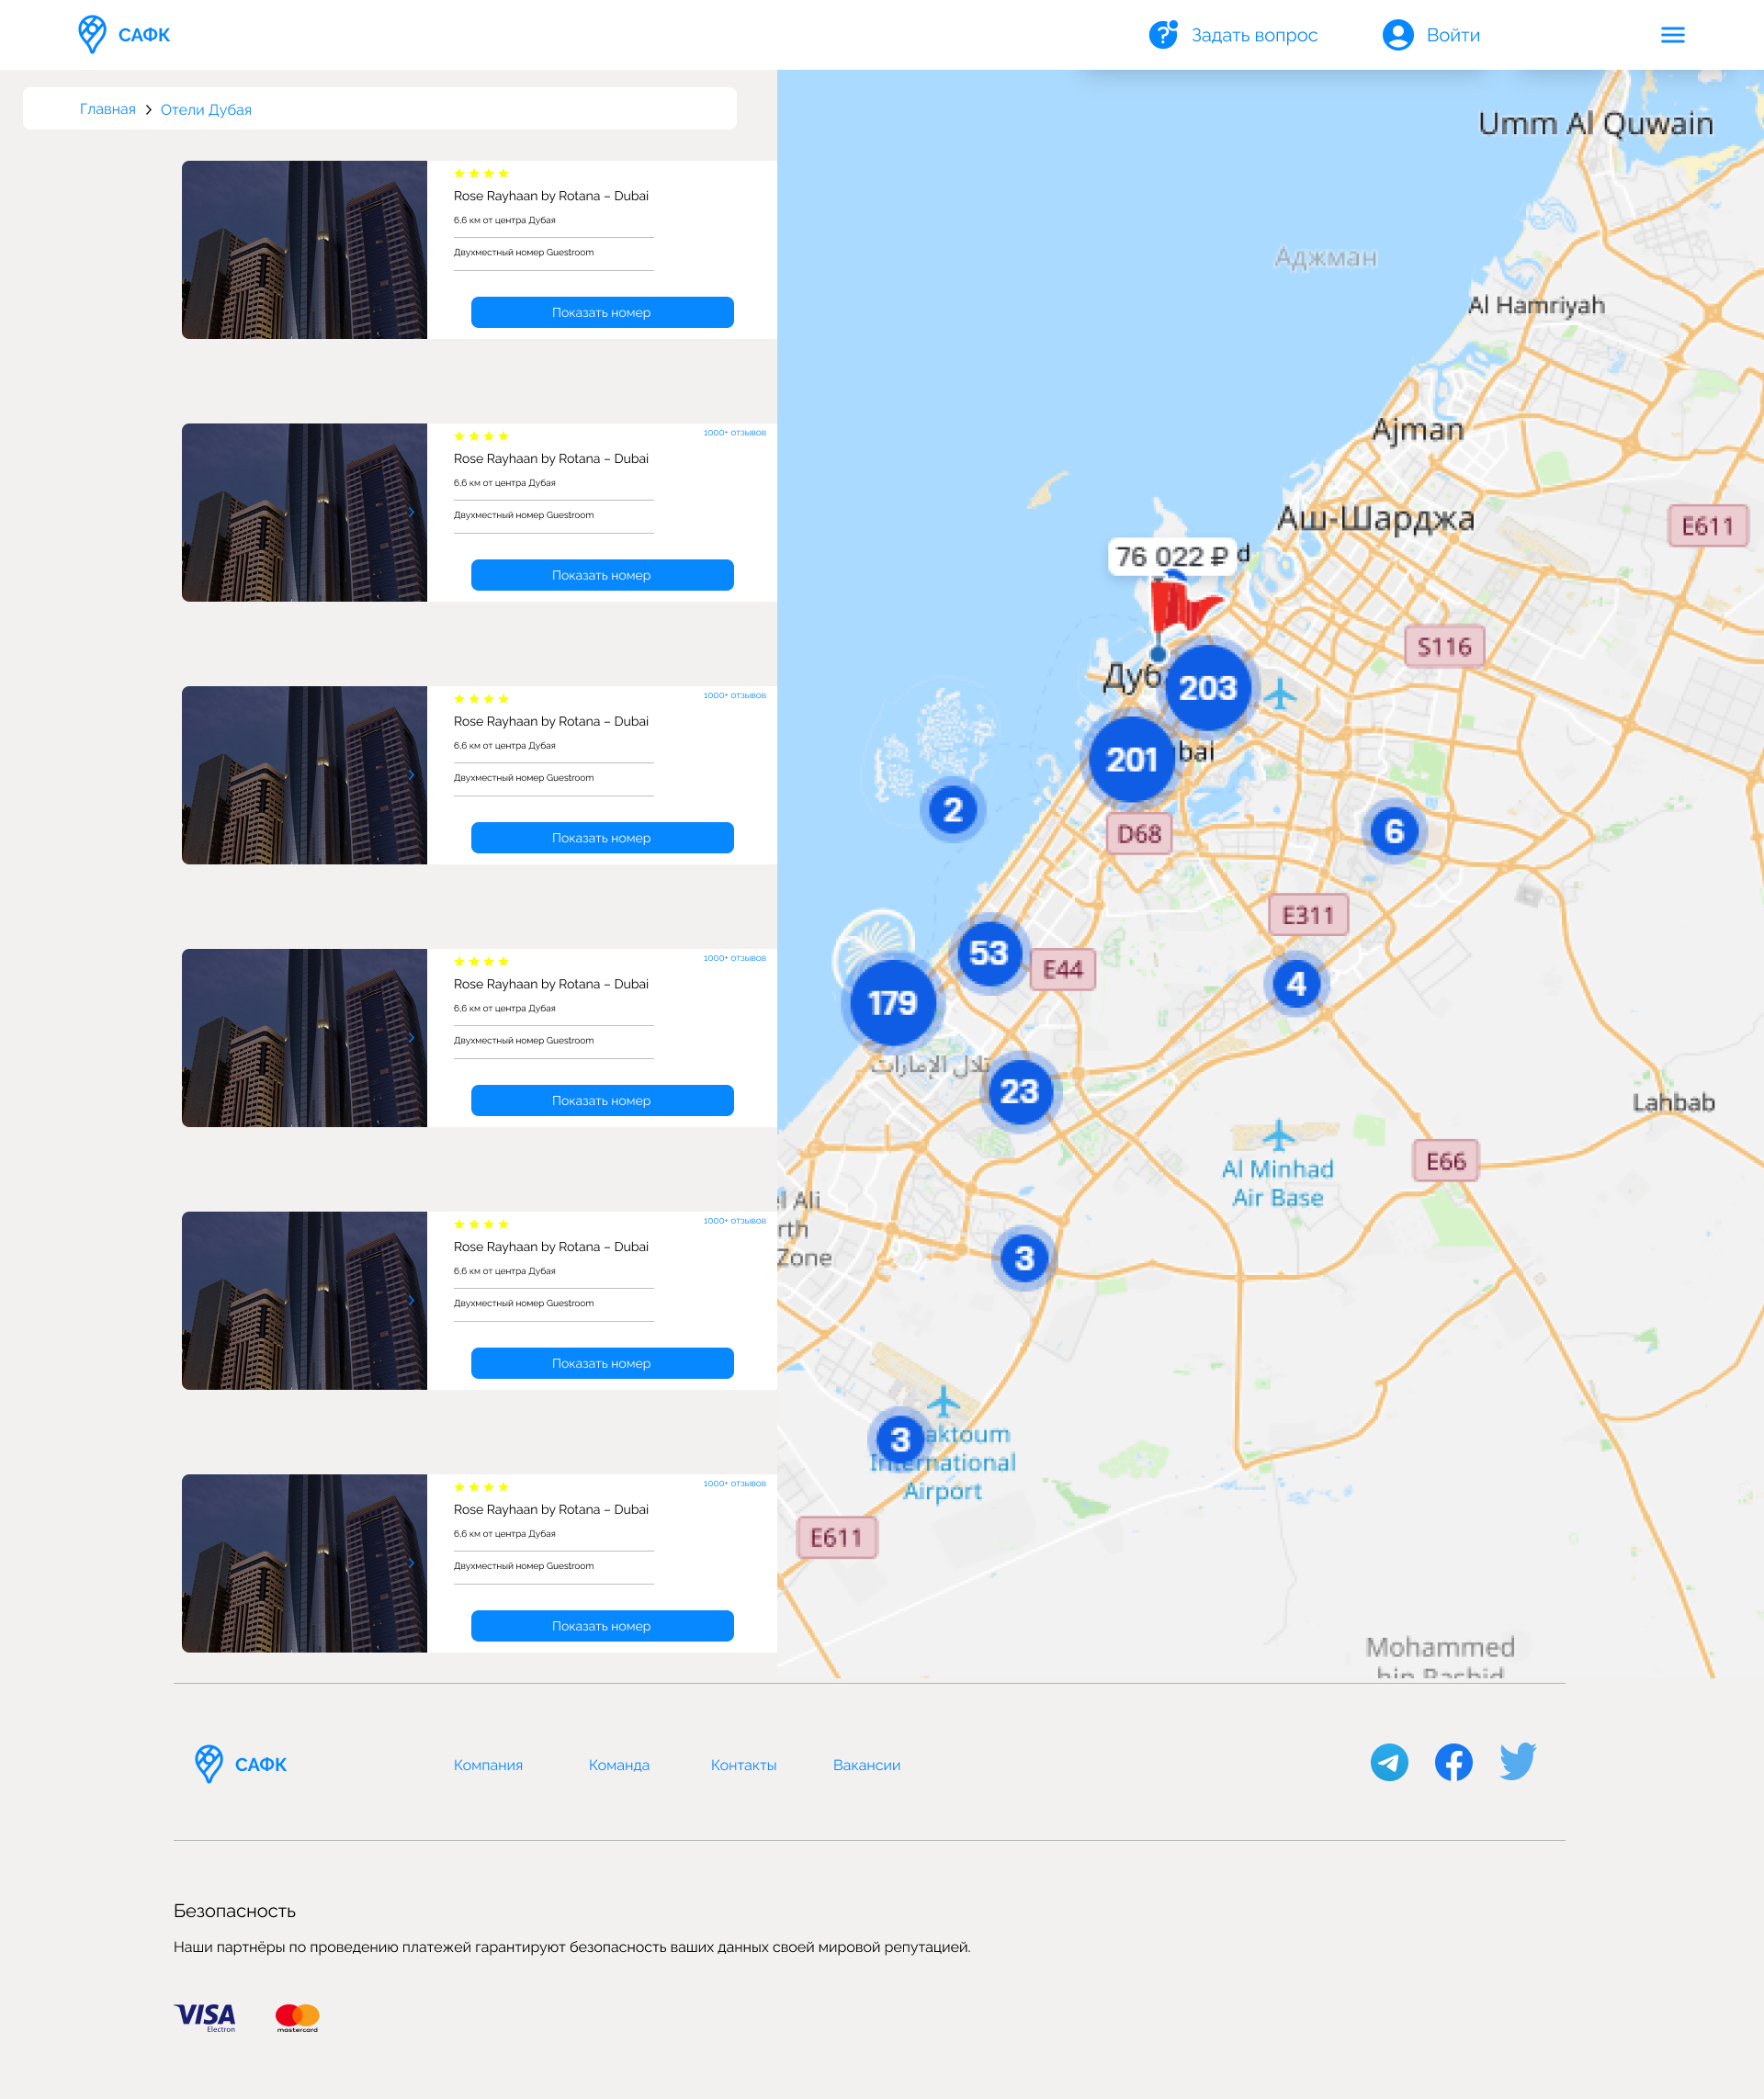 САФК
Задать вопрос
Войти
Главная
Отели Дубая
Rose Rayhaan by Rotana – Dubai
6,6 км от центра Дубая
Двухместный номер Guestroom
Показать номер
1000+ отзывов
Rose Rayhaan by Rotana – Dubai
6,6 км от центра Дубая
Двухместный номер Guestroom
Показать номер
1000+ отзывов
Rose Rayhaan by Rotana – Dubai
6,6 км от центра Дубая
Двухместный номер Guestroom
Показать номер
1000+ отзывов
Rose Rayhaan by Rotana – Dubai
6,6 км от центра Дубая
Двухместный номер Guestroom
Показать номер
1000+ отзывов
Rose Rayhaan by Rotana – Dubai
6,6 км от центра Дубая
Двухместный номер Guestroom
Показать номер
1000+ отзывов
Rose Rayhaan by Rotana – Dubai
6,6 км от центра Дубая
Двухместный номер Guestroom
Показать номер
Umm Al Quwain
Аджман
Al Hamriyah
Ajman
Аш-Шарджа
E611
76 022 ₽ d
S116
Дуб
203
201
bai
2
D68
6
E311
53
E44
4
179
تلال الإمارات
23
Lahbab
E66
Al Minhad
Air Base
el Ali
rth
Zone
3
3
aktoum
International
Airport
E611
Mohammed
bin Rashid
САФК
Компания
Команда
Контакты
Вакансии
Безопасность
Наши партнёры по проведению платежей гарантируют безопасность ваших данных своей мировой репутацией.
VISA
Electron
mastercard